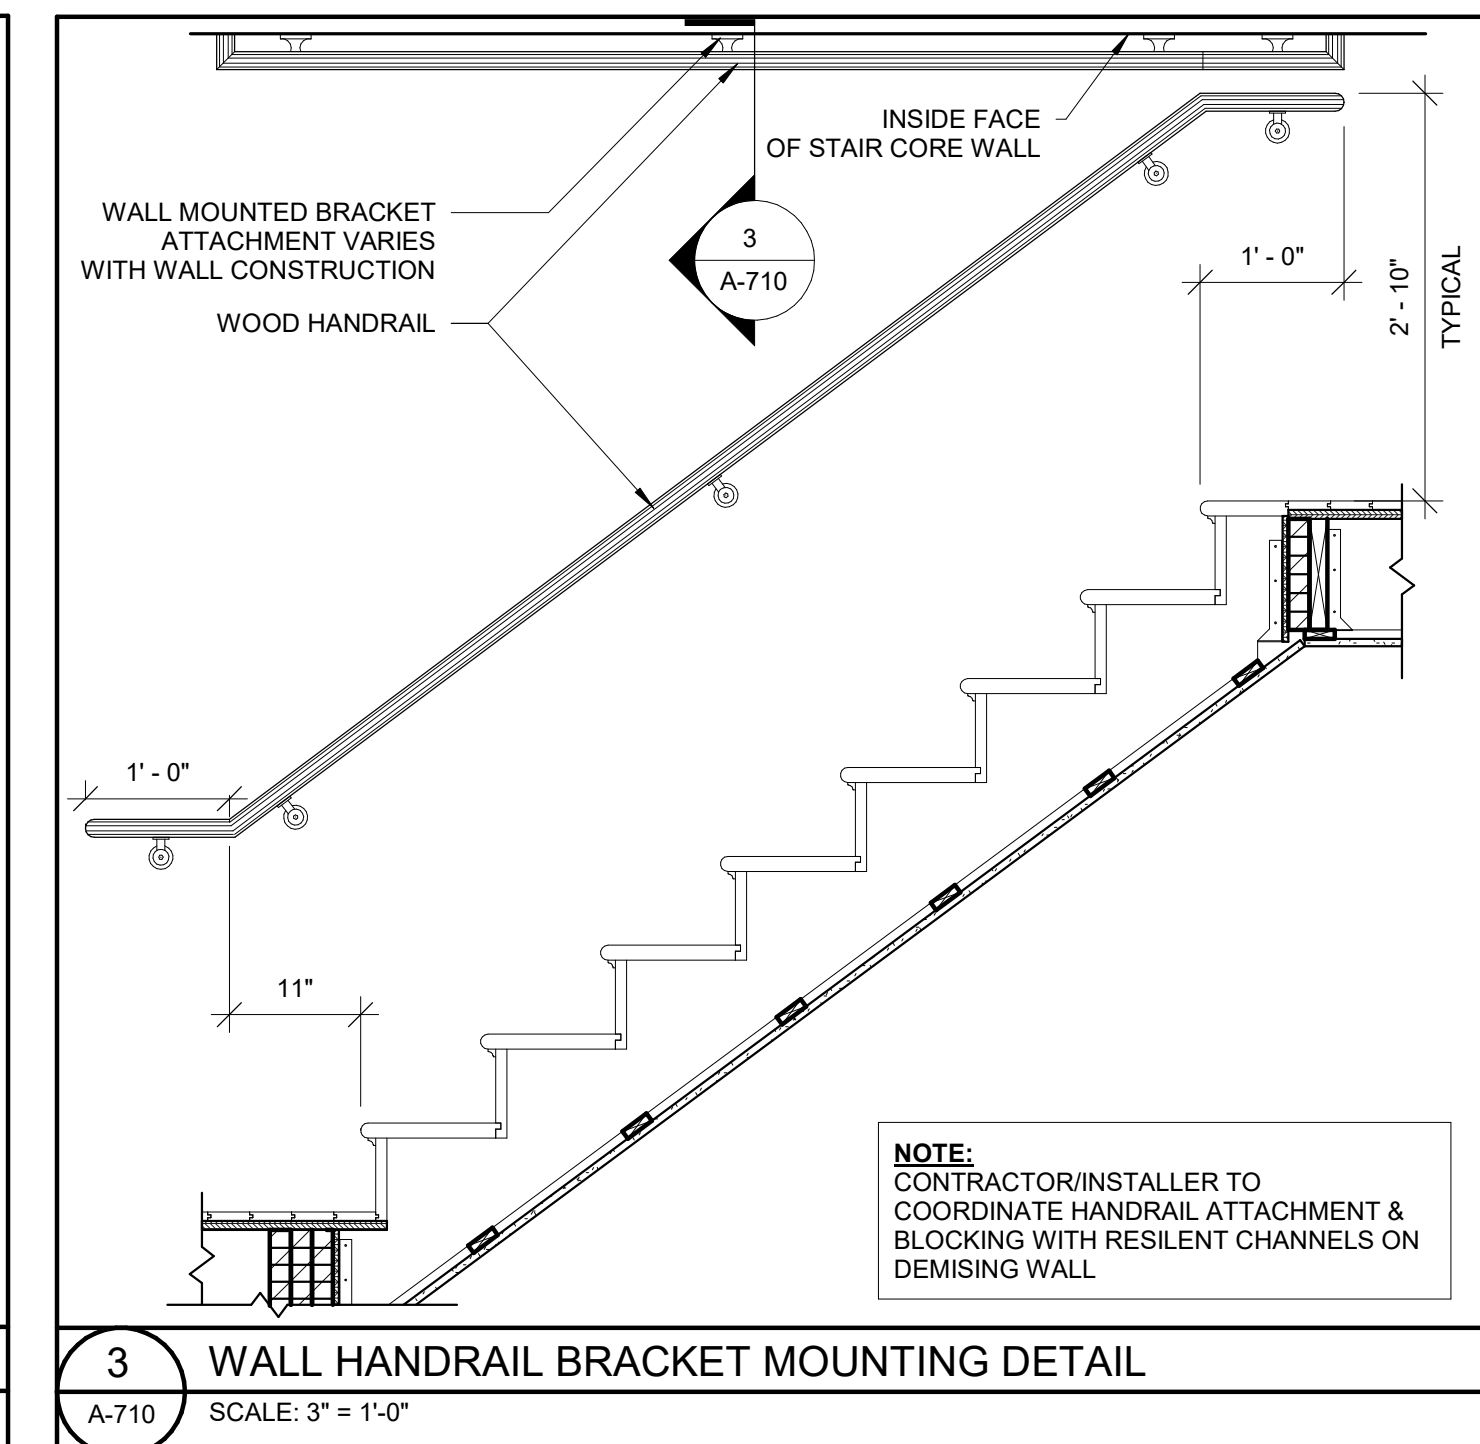 INSIDE FACE
OF STAIR CORE WALL
WALL MOUNTED BRACKET
ATTACHMENT VARIES
WITH WALL CONSTRUCTION
WOOD HANDRAIL
3
A-710
1' - 0"
2' - 10"
TYPICAL
1' - 0"
11"
NOTE:
CONTRACTOR/INSTALLER TO
COORDINATE HANDRAIL ATTACHMENT &
BLOCKING WITH RESILENT CHANNELS ON
DEMISING WALL
3
WALL HANDRAIL BRACKET MOUNTING DETAIL
A-710
SCALE: 3" = 1'-0"